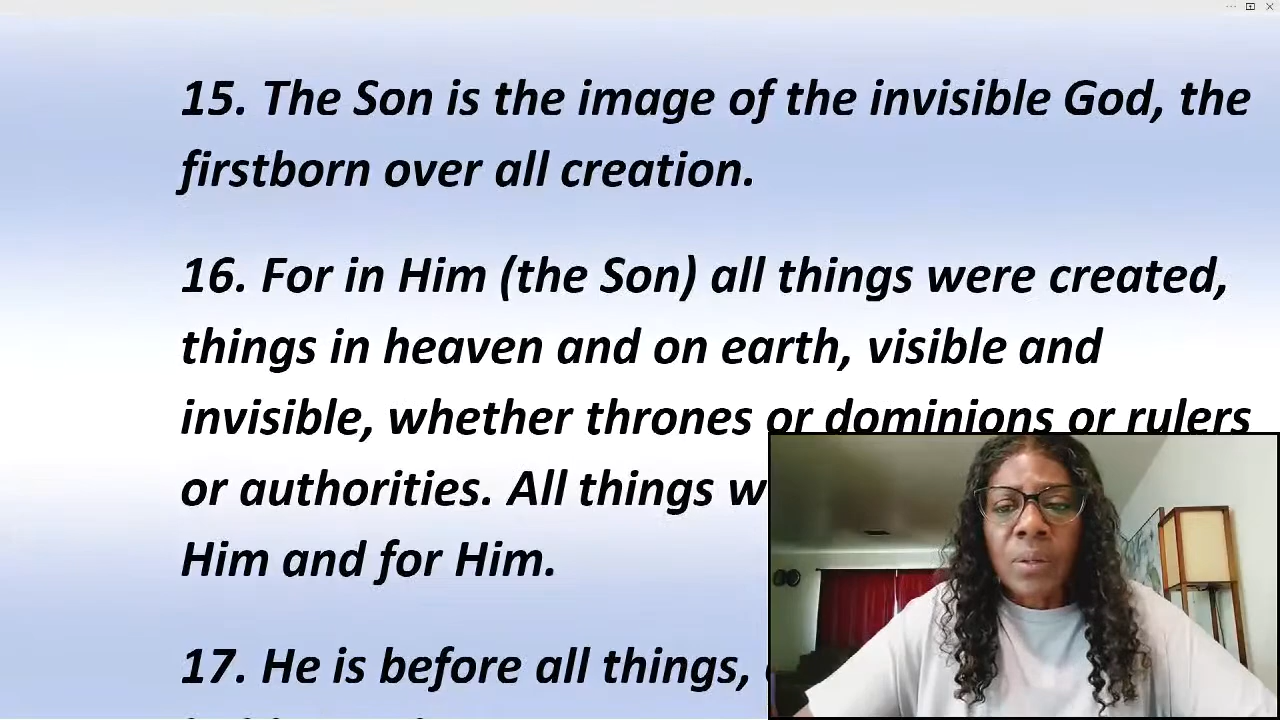 15. The Son is the image of the invisible God, the
firstborn over all creation.
16. For in Him (the Son) all things were created,
things in heaven and on earth, visible and
invisible, whether thrones or dominions or rulers
or authorities. All things
Him and for Him.
17. He is before all things,